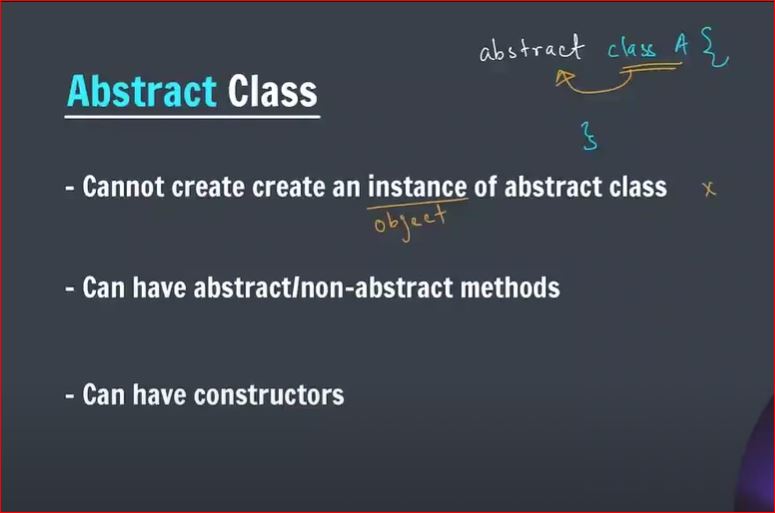 abstract class A {
}
Abstract Class
- Cannot create create an instance of abstract class x
object
- Can have abstract/non-abstract methods
- Can have constructors